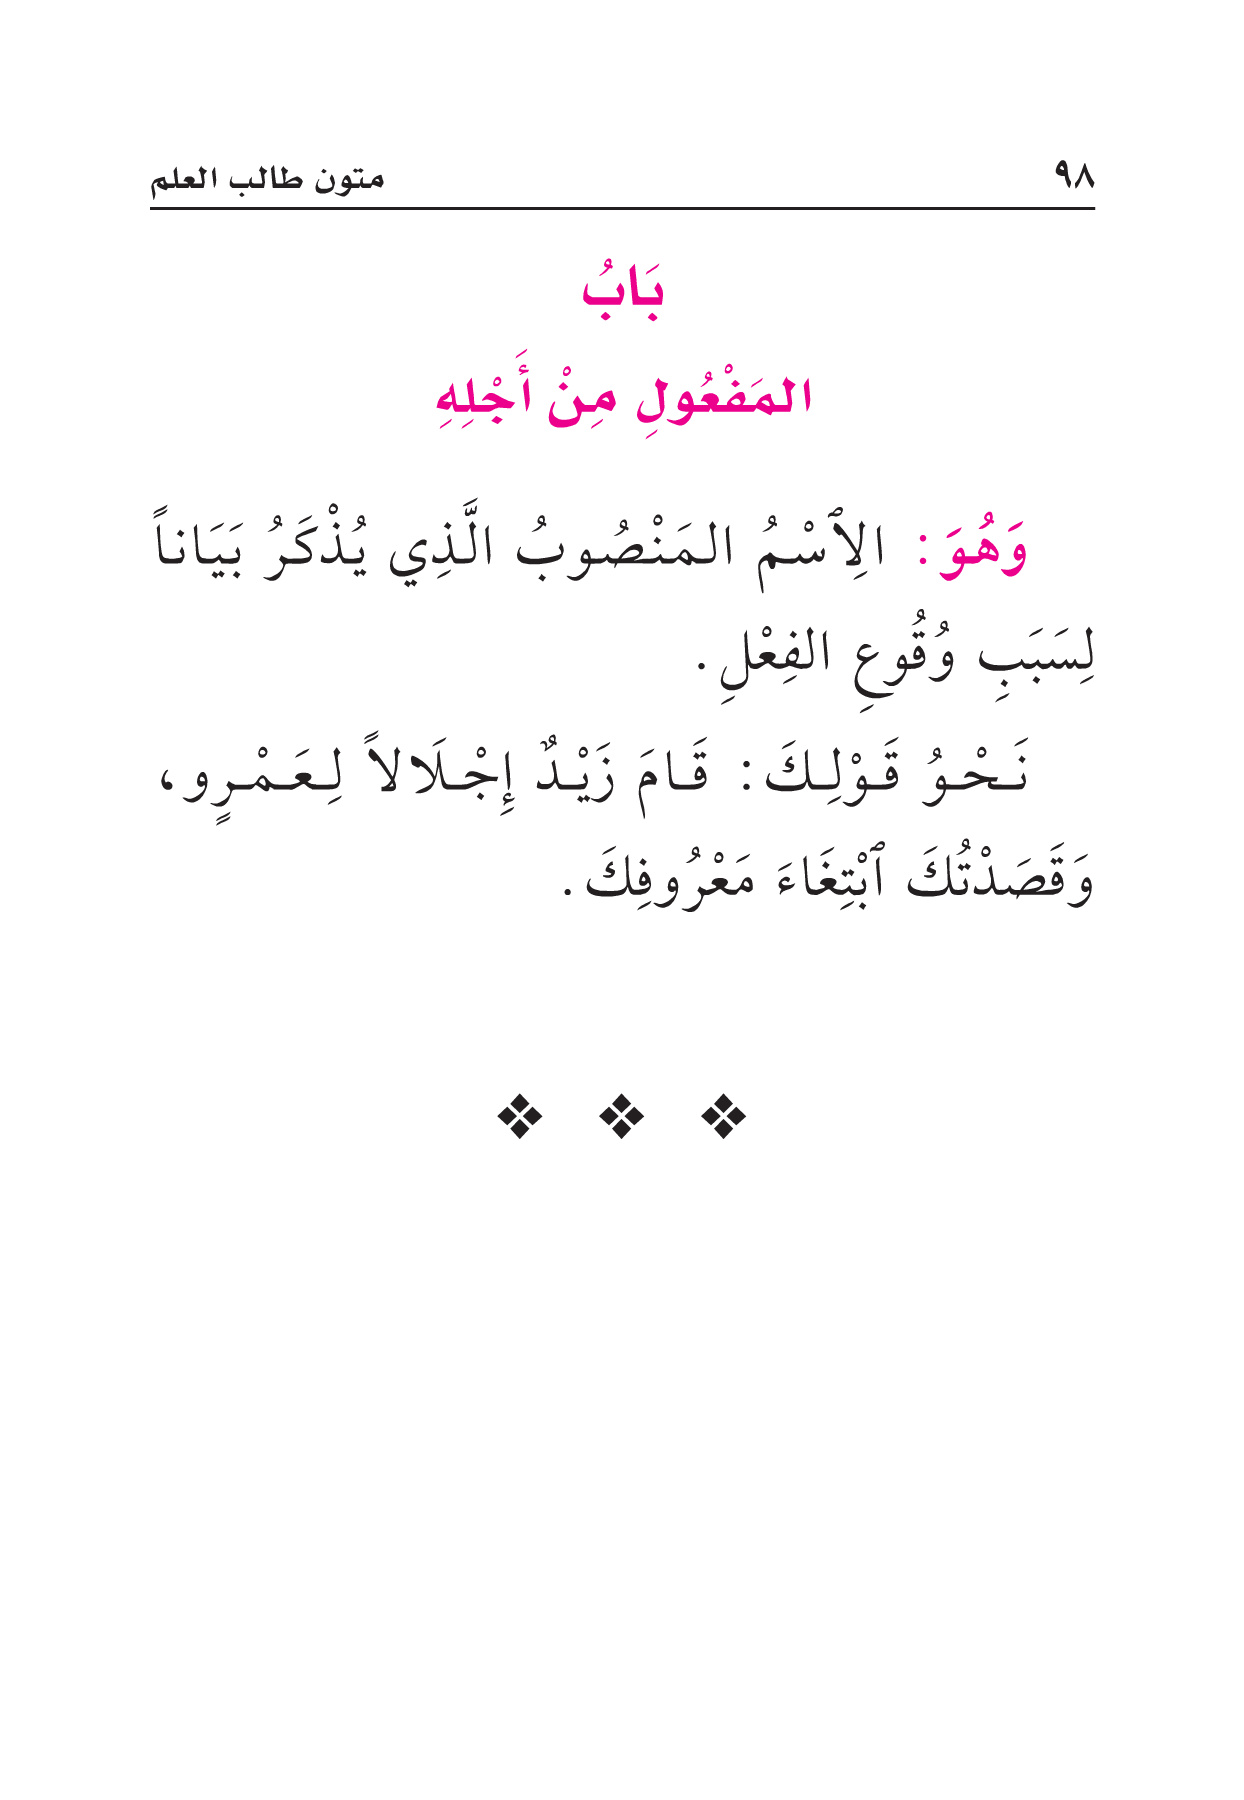 ٩٨
متون طالب العلم
بَابُ
المَفْعُولِ مِنْ أَجْلِهِ
وَهُوَ: الِٱسْمُ المَنْصُوبُ الَّذِي يُذْكَرُ بَيَاناً
لِسَبَبِ وُقُوعِ الفِعْلِ.
نَحْوُ قَوْلِكَ: قَامَ زَيْدٌ إِجْلَالاً لِعَمْرٍو،
وَقَصَدْتُكَ ٱبْتِغَاءَ مَعْرُوفِكَ.